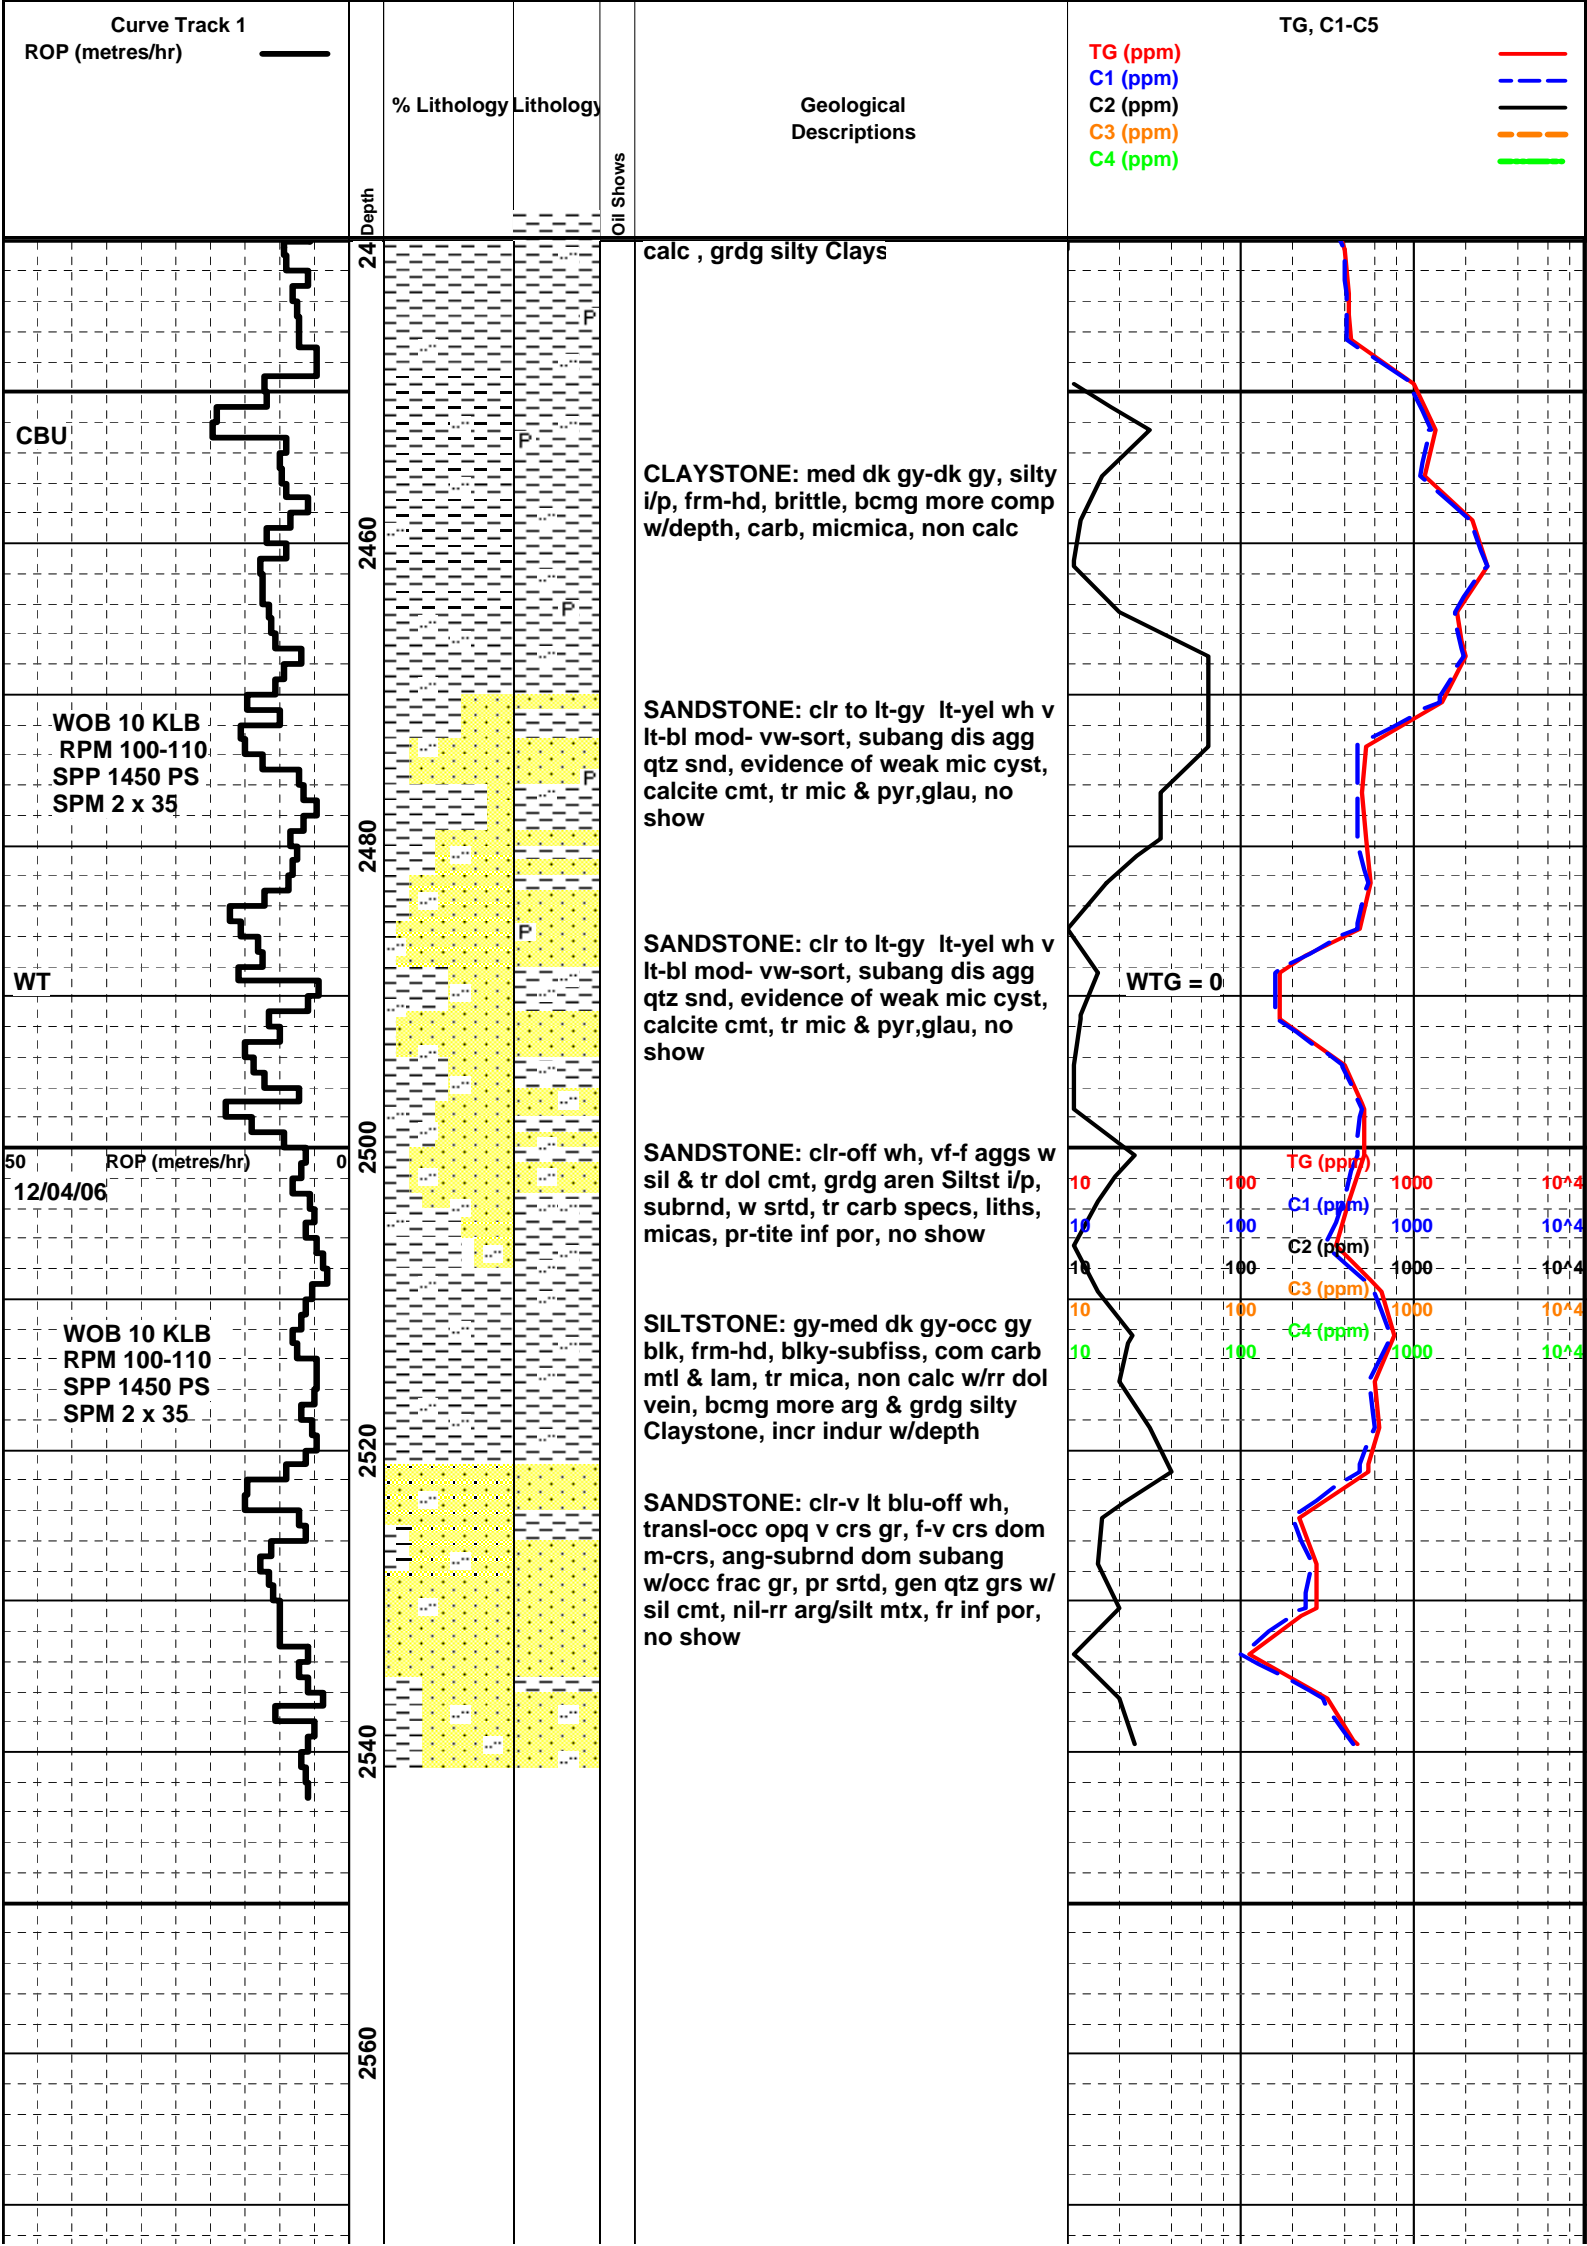 Curve Track 1
ROP (metres/hr)
Depth
% Lithology
Lithology
Oil Shows
Geological
Descriptions
TG, C1-C5
TG (ppm)
C1 (ppm)
C2 (ppm)
C3 (ppm)
C4 (ppm)
24
calc , grdg silty Clays
P
CBU
P
CLAYSTONE: med dk gy-dk gy, silty
i/p, frm-hd, brittle, bcmg more comp
w/depth, carb, micmica, non calc
2460
P
WOB 10 KLB
RPM 100-110
SPP 1450 PS
SPM 2 x 35
SANDSTONE: clr to lt-gy lt-yel wh v
lt-bl mod- vw-sort, subang dis agg
qtz snd, evidence of weak mic cyst,
calcite cmt, tr mic & pyr,glau, no
show
P
2480
P
SANDSTONE: clr to lt-gy lt-yel wh v
lt-bl mod- vw-sort, subang dis agg
qtz snd, evidence of weak mic cyst,
calcite cmt, tr mic & pyr,glau, no
show
WT
WTG = 0
2500
50 ROP (metres/hr) 0
12/04/06
SANDSTONE: clr-off wh, vf-f aggs w
sil & tr dol cmt, grdg aren Siltst i/p,
subrnd, w srtd, tr carb specs, liths,
micas, pr-tite inf por, no show
TG (ppm)
10 100 1000 10^4
C1 (ppm)
10 100 1000 10^4
C2 (ppm)
10 100 1000 10^4
C3 (ppm)
10 100 1000 10^4
C4 (ppm)
10 100 1000 10^4
WOB 10 KLB
RPM 100-110
SPP 1450 PS
SPM 2 x 35
SILTSTONE: gy-med dk gy-occ gy
blk, frm-hd, blky-subfiss, com carb
mtl & lam, tr mica, non calc w/rr dol
vein, bcmg more arg & grdg silty
Claystone, incr indur w/depth
2520
SANDSTONE: clr-v lt blu-off wh,
transl-occ opq v crs gr, f-v crs dom
m-crs, ang-subrnd dom subang
w/occ frac gr, pr srtd, gen qtz grs w/
sil cmt, nil-rr arg/silt mtx, fr inf por,
no show
2540
2560